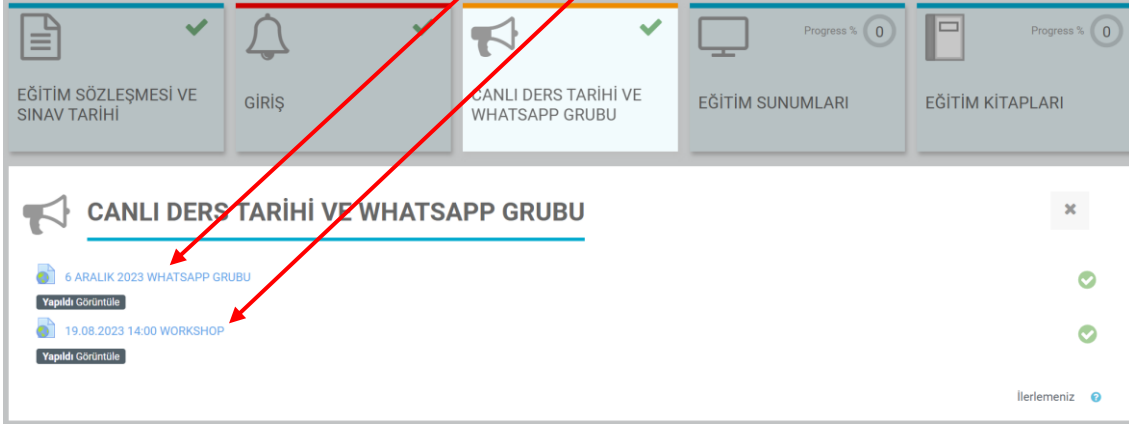 EĞİTİM SÖZLEŞMESİ VE
SINAV TARİHİ
GİRİŞ
CANLI DERS TARİHİ VE
WHATSAPP GRUBU
Progress % 0
EĞİTİM SUNUMLARI
Progress % 0
EĞİTİM KİTAPLARI
CANLI DERS TARİHİ VE WHATSAPP GRUBU
6 ARALIK 2023 WHATSAPP GRUBU
Yapıldı Görüntüle
19.08.2023 14:00 WORKSHOP
Yapıldı Görüntüle
İlerlemeniz